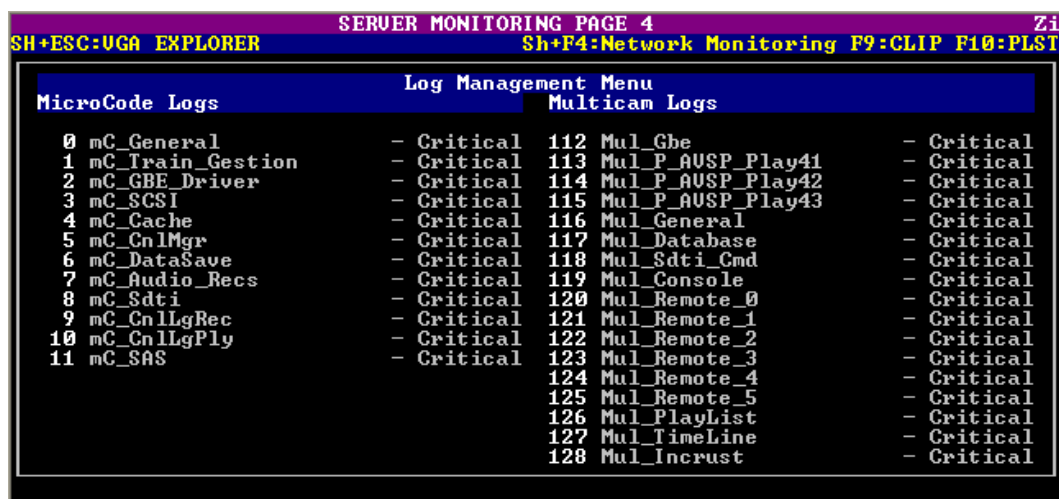 SERVER MONITORING PAGE 4 Zi
SH+ESC:VGA EXPLORER Sh+F4:Network Monitoring F9:CLIP F10:PLST
Log Management Menu
MicroCode Logs Multicam Logs
0 mC_General - Critical 112 Mul_Gbe - Critical
1 mC_Train_Gestion - Critical 113 Mul_P_AVSP_Play41 - Critical
2 mC_GBE_Driver - Critical 114 Mul_P_AVSP_Play42 - Critical
3 mC_SCSI - Critical 115 Mul_P_AVSP_Play43 - Critical
4 mC_Cache - Critical 116 Mul_General - Critical
5 mC_CnlMgr - Critical 117 Mul_Database - Critical
6 mC_DataSave - Critical 118 Mul_Sdti_Cmd - Critical
7 mC_Audio_Recs - Critical 119 Mul_Console - Critical
8 mC_Sdti - Critical 120 Mul_Remote_0 - Critical
9 mC_CnlLgRec - Critical 121 Mul_Remote_1 - Critical
10 mC_CnlLgPly - Critical 122 Mul_Remote_2 - Critical
11 mC_SAS - Critical 123 Mul_Remote_3 - Critical
124 Mul_Remote_4 - Critical
125 Mul_Remote_5 - Critical
126 Mul_PlayList - Critical
127 Mul_TimeLine - Critical
128 Mul_Incrust - Critical